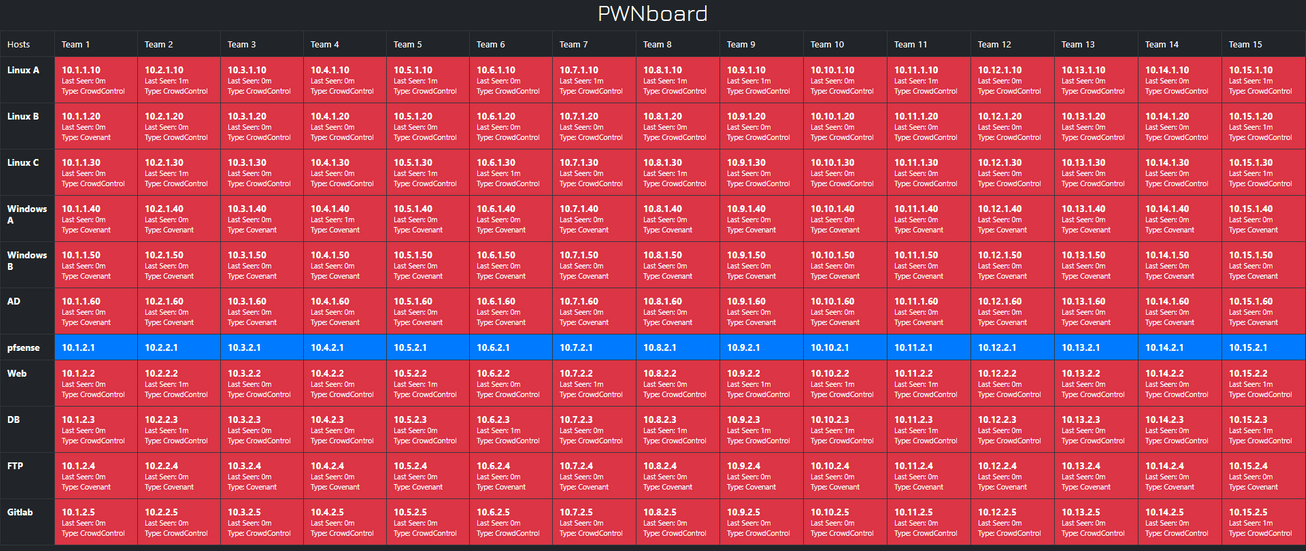 PWNboard
Hosts Team 1 Team 2 Team 3 Team 4 Team 5 Team 6 Team 7 Team 8 Team 9 Team 10 Team 11 Team 12 Team 13 Team 14 Team 15
Linux A 10.1.1.10 10.2.1.10 10.3.1.10 10.4.1.10 10.5.1.10 10.6.1.10 10.7.1.10 10.8.1.10 10.9.1.10 10.10.1.10 10.11.1.10 10.12.1.10 10.13.1.10 10.14.1.10 10.15.1.10
Last Seen: 0m Last Seen: 1m Last Seen: 0m Last Seen: 0m Last Seen: 1m Last Seen: 0m Last Seen: 1m Last Seen: 1m Last Seen: 0m Last Seen: 0m Last Seen: 1m Last Seen: 0m Last Seen: 0m Last Seen: 0m Last Seen: 1m
Type: CrowdControl Type: CrowdControl Type: CrowdControl Type: CrowdControl Type: CrowdControl Type: CrowdControl Type: CrowdControl Type: CrowdControl Type: CrowdControl Type: CrowdControl Type: CrowdControl Type: CrowdControl Type: CrowdControl Type: CrowdControl Type: CrowdControl
Linux B 10.1.1.20 10.2.1.20 10.3.1.20 10.4.1.20 10.5.1.20 10.6.1.20 10.7.1.20 10.8.1.20 10.9.1.20 10.10.1.20 10.11.1.20 10.12.1.20 10.13.1.20 10.14.1.20 10.15.1.20
Last Seen: 0m Last Seen: 0m Last Seen: 0m Last Seen: 0m Last Seen: 0m Last Seen: 0m Last Seen: 0m Last Seen: 0m Last Seen: 0m Last Seen: 0m Last Seen: 0m Last Seen: 0m Last Seen: 0m Last Seen: 0m Last Seen: 1m
Type: Covenant Type: CrowdControl Type: CrowdControl Type: CrowdControl Type: CrowdControl Type: CrowdControl Type: CrowdControl Type: CrowdControl Type: CrowdControl Type: CrowdControl Type: CrowdControl Type: CrowdControl Type: CrowdControl Type: CrowdControl Type: CrowdControl
Linux C 10.1.1.30 10.2.1.30 10.3.1.30 10.4.1.30 10.5.1.30 10.6.1.30 10.7.1.30 10.8.1.30 10.9.1.30 10.10.1.30 10.11.1.30 10.12.1.30 10.13.1.30 10.14.1.30 10.15.1.30
Last Seen: 0m Last Seen: 1m Last Seen: 0m Last Seen: 0m Last Seen: 1m Last Seen: 1m Last Seen: 0m Last Seen: 1m Last Seen: 0m Last Seen: 0m Last Seen: 0m Last Seen: 0m Last Seen: 0m Last Seen: 0m Last Seen: 1m
Type: CrowdControl Type: CrowdControl Type: CrowdControl Type: CrowdControl Type: CrowdControl Type: CrowdControl Type: CrowdControl Type: CrowdControl Type: CrowdControl Type: CrowdControl Type: CrowdControl Type: CrowdControl Type: CrowdControl Type: CrowdControl Type: CrowdControl
Windows 10.1.1.40 10.2.1.40 10.3.1.40 10.4.1.40 10.5.1.40 10.6.1.40 10.7.1.40 10.8.1.40 10.9.1.40 10.10.1.40 10.11.1.40 10.12.1.40 10.13.1.40 10.14.1.40 10.15.1.40
A Last Seen: 0m Last Seen: 0m Last Seen: 0m Last Seen: 1m Last Seen: 0m Last Seen: 0m Last Seen: 0m Last Seen: 0m Last Seen: 0m Last Seen: 0m Last Seen: 0m Last Seen: 0m Last Seen: 0m Last Seen: 0m Last Seen: 0m
Type: Covenant Type: Covenant Type: Covenant Type: Covenant Type: Covenant Type: Covenant Type: Covenant Type: Covenant Type: Covenant Type: Covenant Type: Covenant Type: Covenant Type: Covenant Type: Covenant Type: Covenant
Windows 10.1.1.50 10.2.1.50 10.3.1.50 10.4.1.50 10.5.1.50 10.6.1.50 10.7.1.50 10.8.1.50 10.9.1.50 10.10.1.50 10.11.1.50 10.12.1.50 10.13.1.50 10.14.1.50 10.15.1.50
B Last Seen: 0m Last Seen: 0m Last Seen: 0m Last Seen: 0m Last Seen: 0m Last Seen: 0m Last Seen: 0m Last Seen: 0m Last Seen: 0m Last Seen: 0m Last Seen: 0m Last Seen: 0m Last Seen: 0m Last Seen: 0m Last Seen: 0m
Type: Covenant Type: Covenant Type: Covenant Type: Covenant Type: Covenant Type: Covenant Type: Covenant Type: Covenant Type: Covenant Type: Covenant Type: Covenant Type: Covenant Type: Covenant Type: Covenant Type: Covenant
AD 10.1.1.60 10.2.1.60 10.3.1.60 10.4.1.60 10.5.1.60 10.6.1.60 10.7.1.60 10.8.1.60 10.9.1.60 10.10.1.60 10.11.1.60 10.12.1.60 10.13.1.60 10.14.1.60 10.15.1.60
Last Seen: 0m Last Seen: 0m Last Seen: 0m Last Seen: 0m Last Seen: 0m Last Seen: 0m Last Seen: 0m Last Seen: 0m Last Seen: 0m Last Seen: 0m Last Seen: 0m Last Seen: 0m Last Seen: 0m Last Seen: 0m Last Seen: 0m
Type: Covenant Type: Covenant Type: Covenant Type: Covenant Type: Covenant Type: Covenant Type: Covenant Type: Covenant Type: Covenant Type: Covenant Type: Covenant Type: Covenant Type: Covenant Type: Covenant Type: Covenant
pfsense 10.1.2.1 10.2.2.1 10.3.2.1 10.4.2.1 10.5.2.1 10.6.2.1 10.7.2.1 10.8.2.1 10.9.2.1 10.10.2.1 10.11.2.1 10.12.2.1 10.13.2.1 10.14.2.1 10.15.2.1
Web 10.1.2.2 10.2.2.2 10.3.2.2 10.4.2.2 10.5.2.2 10.6.2.2 10.7.2.2 10.8.2.2 10.9.2.2 10.10.2.2 10.11.2.2 10.12.2.2 10.13.2.2 10.14.2.2 10.15.2.2
Last Seen: 0m Last Seen: 1m Last Seen: 0m Last Seen: 0m Last Seen: 1m Last Seen: 0m Last Seen: 1m Last Seen: 0m Last Seen: 1m Last Seen: 0m Last Seen: 1m Last Seen: 0m Last Seen: 0m Last Seen: 0m Last Seen: 1m
Type: CrowdControl Type: CrowdControl Type: CrowdControl Type: CrowdControl Type: CrowdControl Type: CrowdControl Type: CrowdControl Type: CrowdControl Type: CrowdControl Type: CrowdControl Type: CrowdControl Type: CrowdControl Type: CrowdControl Type: CrowdControl Type: CrowdControl
DB 10.1.2.3 10.2.2.3 10.3.2.3 10.4.2.3 10.5.2.3 10.6.2.3 10.7.2.3 10.8.2.3 10.9.2.3 10.10.2.3 10.11.2.3 10.12.2.3 10.13.2.3 10.14.2.3 10.15.2.3
Last Seen: 0m Last Seen: 1m Last Seen: 0m Last Seen: 0m Last Seen: 0m Last Seen: 1m Last Seen: 0m Last Seen: 1m Last Seen: 1m Last Seen: 0m Last Seen: 1m Last Seen: 0m Last Seen: 0m Last Seen: 0m Last Seen: 1m
Type: CrowdControl Type: CrowdControl Type: CrowdControl Type: CrowdControl Type: CrowdControl Type: CrowdControl Type: CrowdControl Type: CrowdControl Type: CrowdControl Type: CrowdControl Type: CrowdControl Type: CrowdControl Type: CrowdControl Type: CrowdControl Type: CrowdControl
FTP 10.1.2.4 10.2.2.4 10.3.2.4 10.4.2.4 10.5.2.4 10.6.2.4 10.7.2.4 10.8.2.4 10.9.2.4 10.10.2.4 10.11.2.4 10.12.2.4 10.13.2.4 10.14.2.4 10.15.2.4
Last Seen: 0m Last Seen: 0m Last Seen: 0m Last Seen: 0m Last Seen: 0m Last Seen: 0m Last Seen: 0m Last Seen: 0m Last Seen: 0m Last Seen: 0m Last Seen: 0m Last Seen: 0m Last Seen: 0m Last Seen: 0m Last Seen: 0m
Type: Covenant Type: Covenant Type: Covenant Type: Covenant Type: Covenant Type: Covenant Type: Covenant Type: Covenant Type: Covenant Type: Covenant Type: Covenant Type: Covenant Type: Covenant Type: Covenant Type: Covenant
Gitlab 10.1.2.5 10.2.2.5 10.3.2.5 10.4.2.5 10.5.2.5 10.6.2.5 10.7.2.5 10.8.2.5 10.9.2.5 10.10.2.5 10.11.2.5 10.12.2.5 10.13.2.5 10.14.2.5 10.15.2.5
Last Seen: 0m Last Seen: 0m Last Seen: 0m Last Seen: 0m Last Seen: 0m Last Seen: 0m Last Seen: 0m Last Seen: 0m Last Seen: 0m Last Seen: 0m Last Seen: 0m Last Seen: 0m Last Seen: 0m Last Seen: 0m Last Seen: 1m
Type: CrowdControl Type: CrowdControl Type: CrowdControl Type: CrowdControl Type: CrowdControl Type: CrowdControl Type: CrowdControl Type: CrowdControl Type: CrowdControl Type: CrowdControl Type: CrowdControl Type: CrowdControl Type: CrowdControl Type: CrowdControl Type: CrowdControl